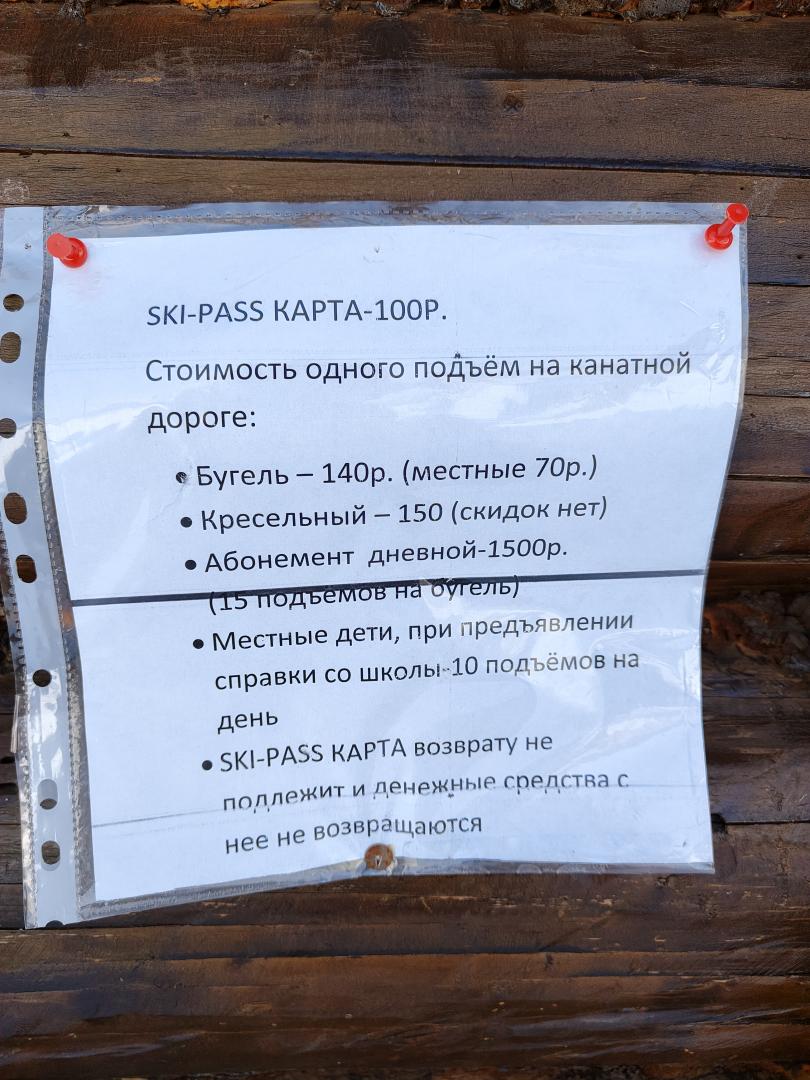 SKI-PASS КАРТА-100Р.
Стоимость одного подъём на канатной
дороге:
• Бугель – 140р. (местные 70р.)
• Кресельный – 150 (скидок нет)
• Абонемент дневной-1500р.
(15 подъёмов на бугель)
• Местные дети, при предъявлении
справки со школы-10 подъёмов на
день
• SKI-PASS КАРТА возврату не
подлежит и денежные средства с
нее не возвращаются